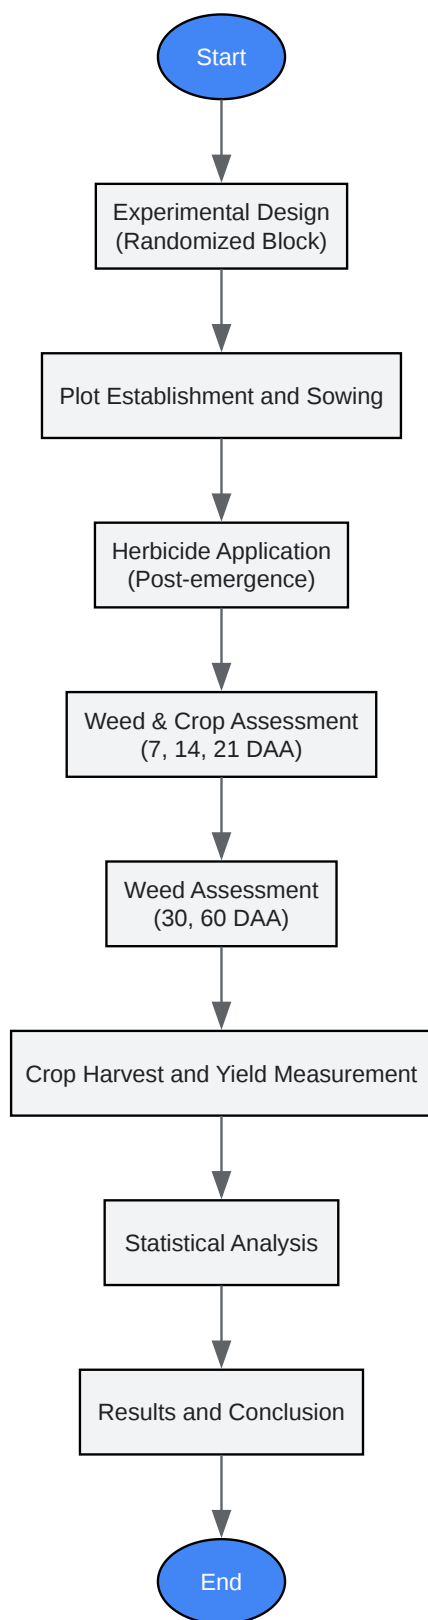 Start
Experimental Design
(Randomized Block)
Plot Establishment and Sowing
Herbicide Application
(Post-emergence)
Weed & Crop Assessment
(7, 14, 21 DAA)
Weed Assessment
(30, 60 DAA)
Crop Harvest and Yield Measurement
Statistical Analysis
Results and Conclusion
End